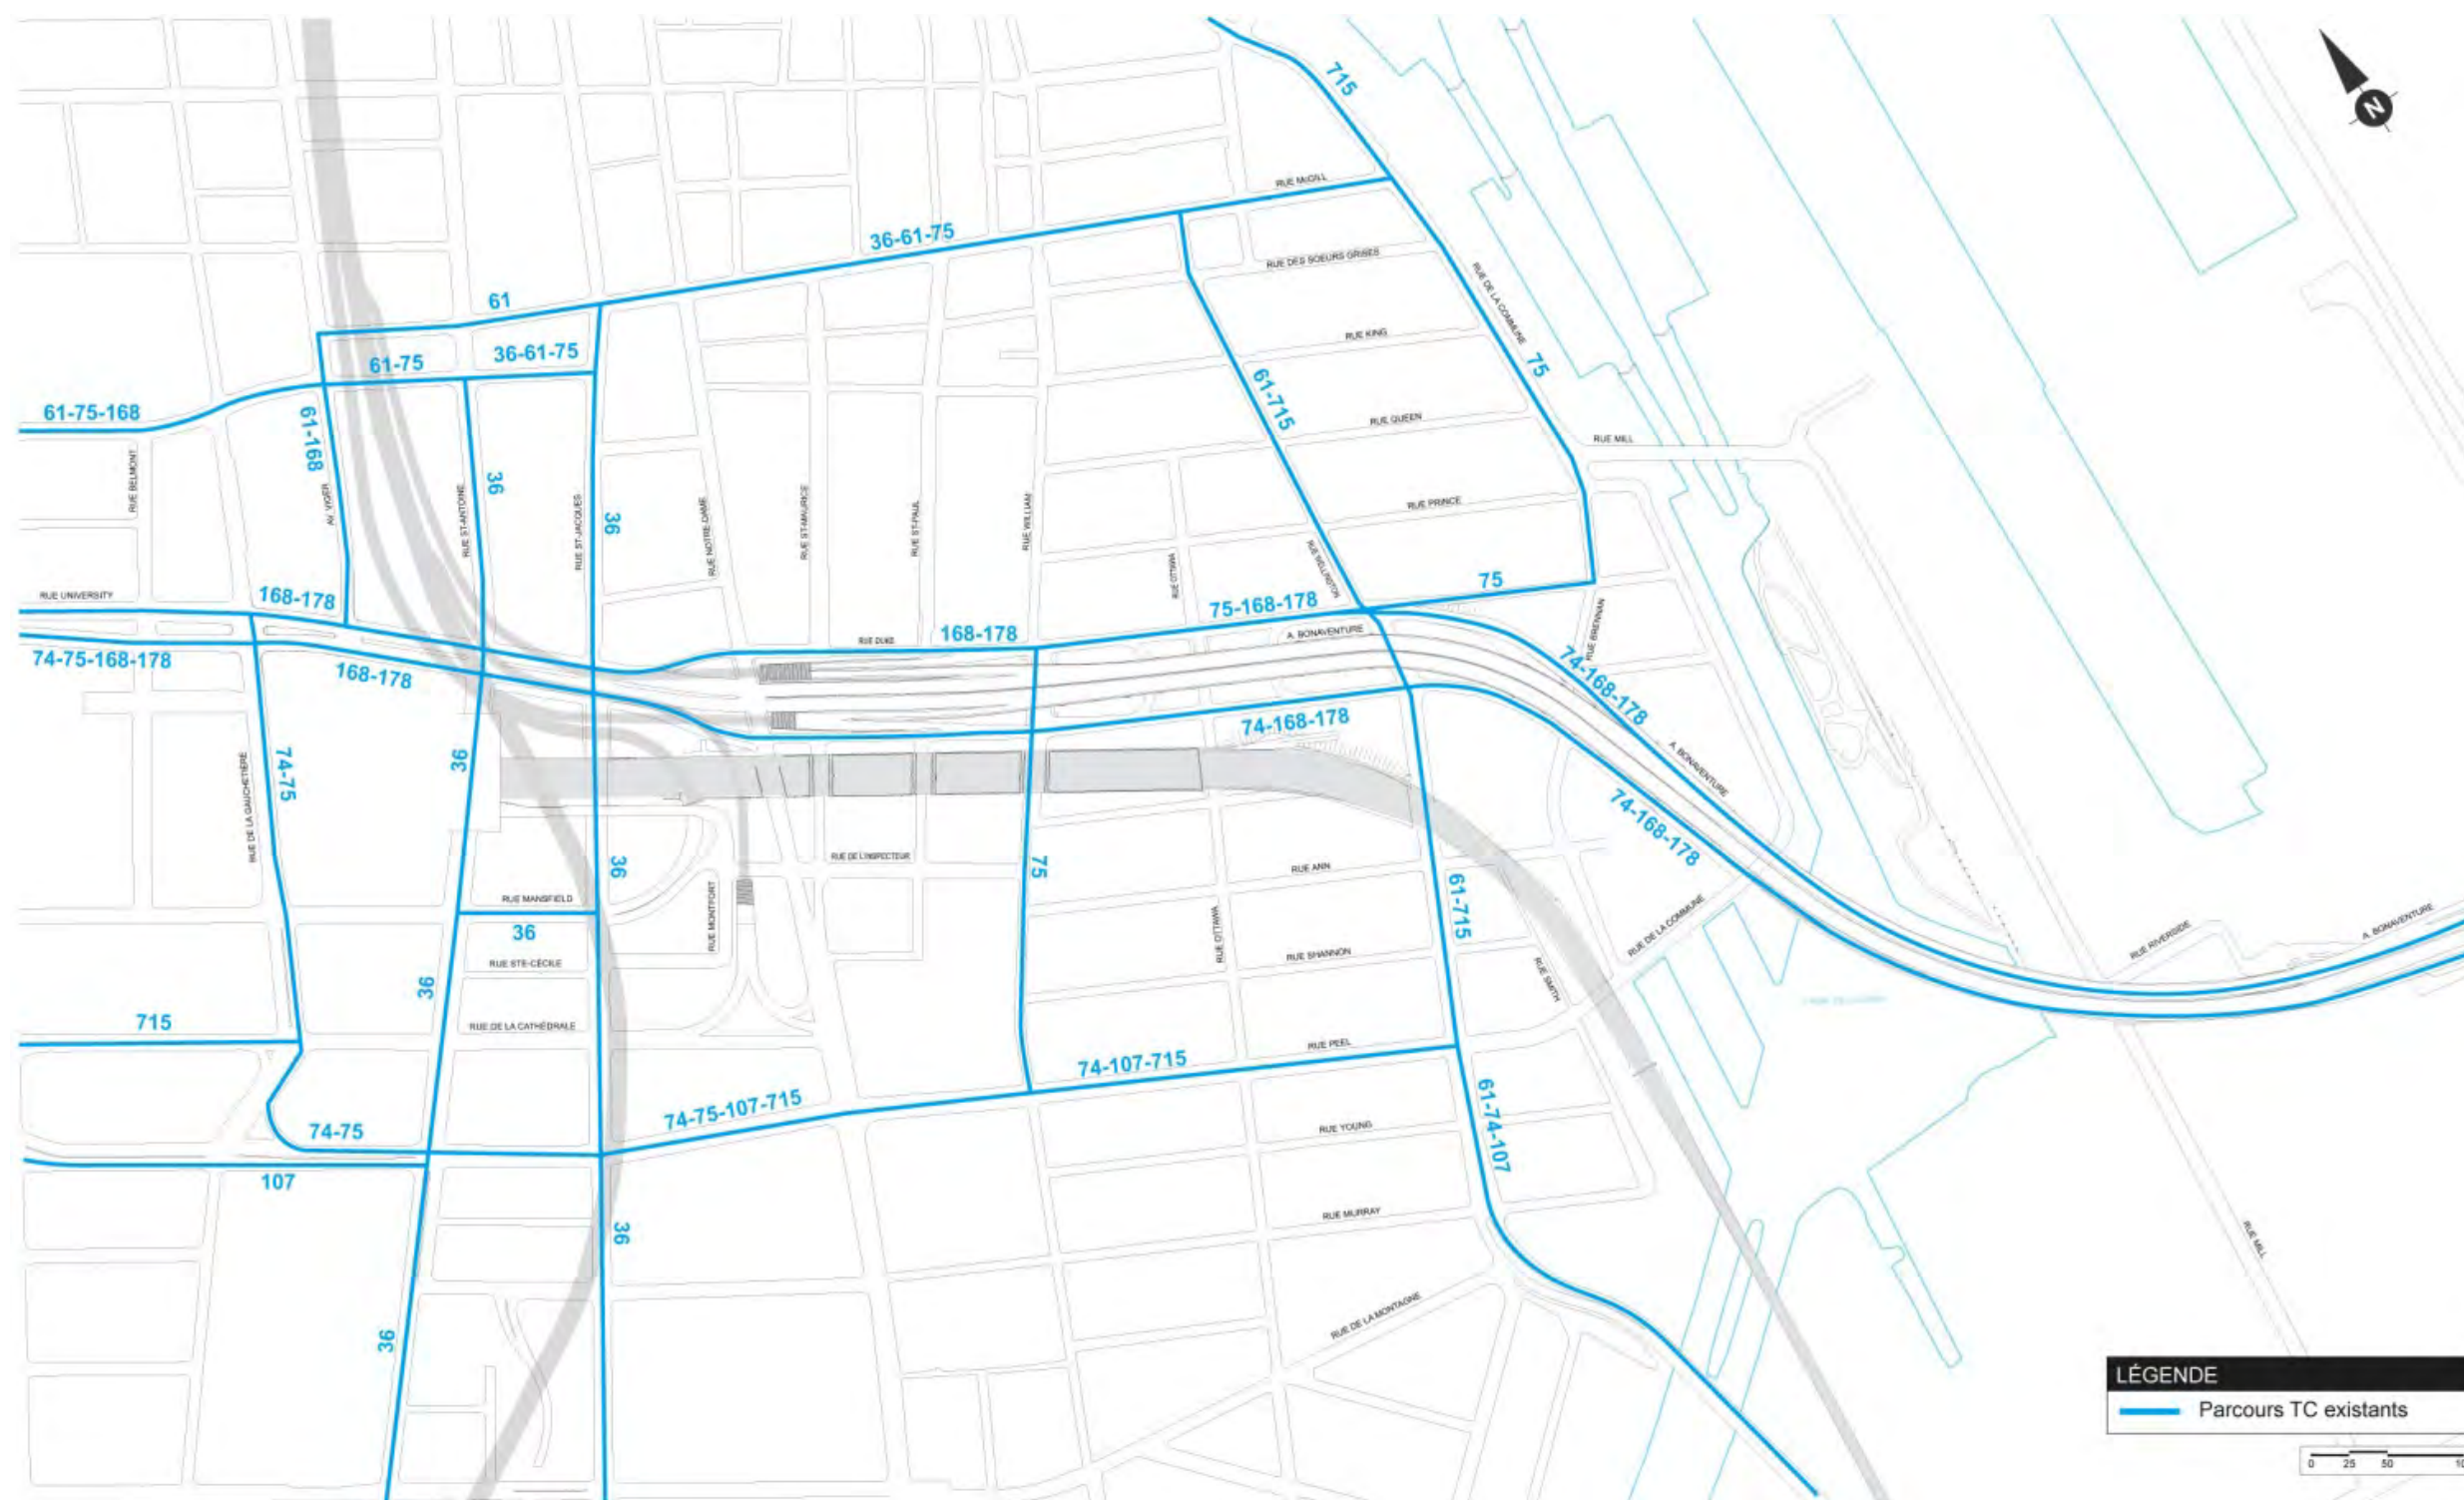 715
N
RUE McGILL
36-61-75
RUE DES SOEURS GRISES
RUE DE LA COMMUNE
61
RUE KING
36-61-75
61-75
75
61-715
61-75-168
61-168
RUE QUEEN
RUE MILL
RUE BELMONT
AV. VIGER
36
RUE ST-ANTOINE
RUE ST-JACQUES
36
RUE NOTRE-DAME
RUE ST-MAURICE
RUE ST-PAUL
RUE WILLIAM
RUE PRINCE
RUE OTTAWA
RUE WELLINGTON
75
RUE UNIVERSITY
168-178
75-168-178
RUE BRENNAN
RUE DUKE
168-178
A. BONAVENTURE
74-75-168-178
168-178
74-168-178
74-168-178
A. BONAVENTURE
RUE DE LA GAUCHETIÈRE
74-75
36
74-168-178
36
RUE DE L'INSPECTEUR
75
RUE ANN
61-715
RUE MANSFIELD
RUE MONTFORT
36
RUE OTTAWA
RUE DE LA COMMUNE
RUE RIVERSIDE
A. BONAVENTURE
RUE STE-CÉCILE
36
RUE SHANNON
RUE SMITH
715
RUE DE LA CATHÉDRALE
RUE PEEL
74-107-715
74-75-107-715
61-74-107
74-75
RUE YOUNG
107
36
RUE MURRAY
RUE MILL
36
RUE DE LA MONTAGNE
LÉGENDE
Parcours TC existants
0 25 50